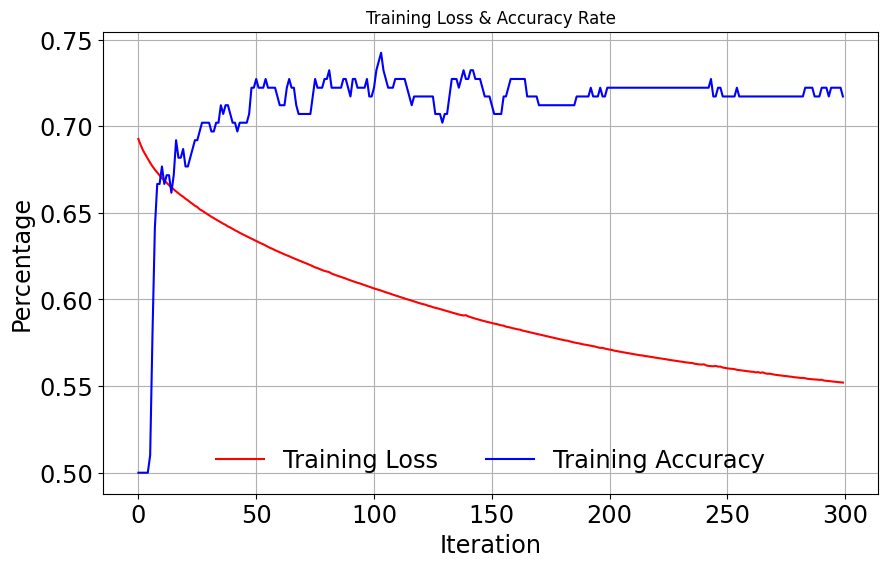 Training Loss & Accuracy Rate
0.75
0.70
0.65
0.60
0.55
0.50
Percentage
Training Loss
Training Accuracy
0 50 100 150 200 250 300
Iteration